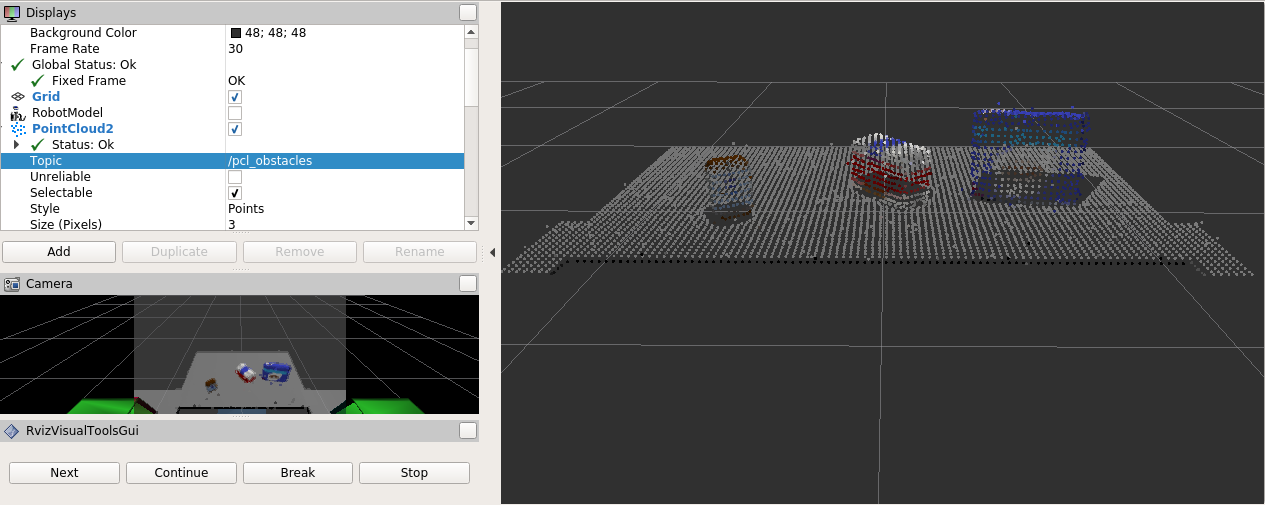 Displays
Background Color 48; 48; 48
Frame Rate 30
Global Status: Ok
Fixed Frame OK
Grid
RobotModel
PointCloud2
Status: Ok
Topic /pcl_obstacles
Unreliable
Selectable
Style Points
Size (Pixels) 3
Add Duplicate Remove Rename
Camera
RvizVisualToolsGui
Next Continue Break Stop